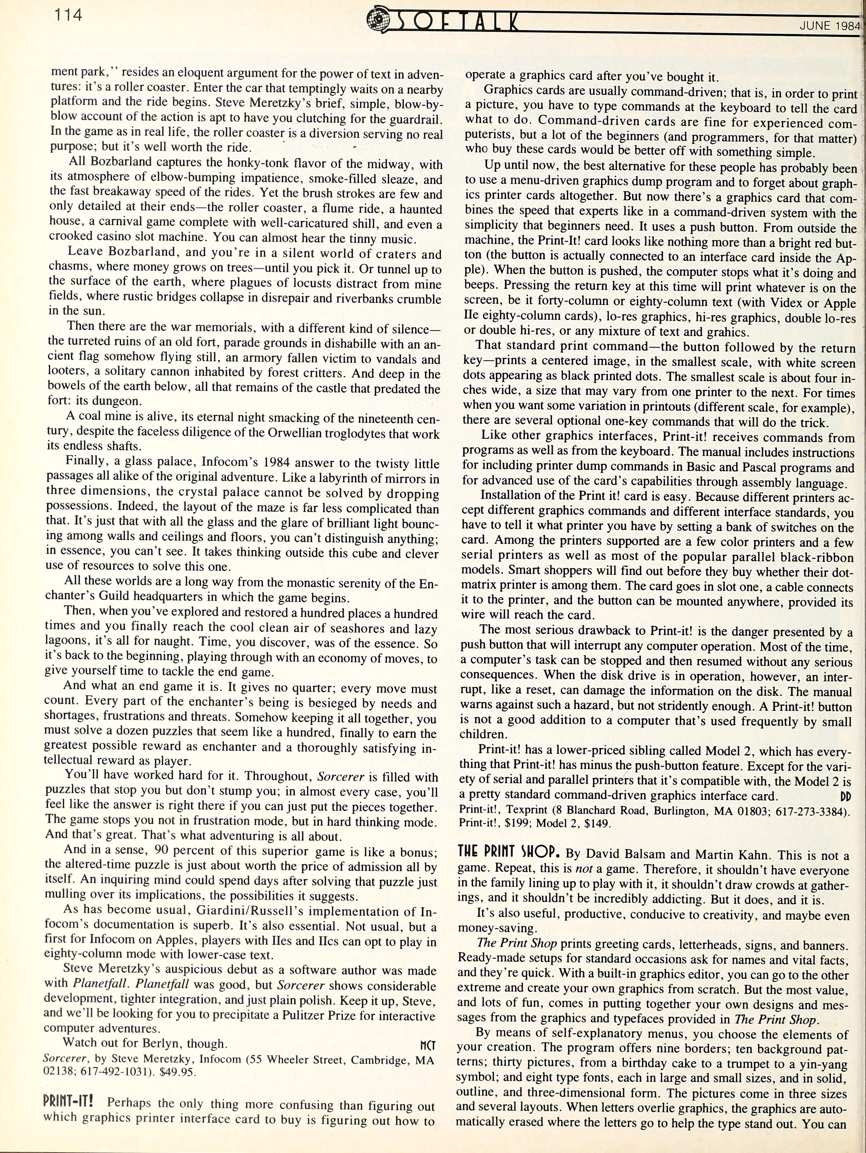 114
SOFTALK
JUNE 1984
ment park," resides an eloquent argument for the power of text in adven-
tures: it's a roller coaster. Enter the car that temptingly waits on a nearby
platform and the ride begins. Steve Meretzky's brief, simple, blow-by-
blow account of the action is apt to have you clutching for the guardrail.
In the game as in real life, the roller coaster is a diversion serving no real
purpose; but it's well worth the ride.
All Bozbarland captures the honky-tonk flavor of the midway, with
its atmosphere of elbow-bumping impatience, smoke-filled sleaze, and
the fast breakaway speed of the rides. Yet the brush strokes are few and
only detailed at their ends—the roller coaster, a flume ride, a haunted
house, a carnival game complete with well-caricatured shill, and even a
crooked casino slot machine. You can almost hear the tinny music.
Leave Bozbarland, and you're in a silent world of craters and
chasms, where money grows on trees—until you pick it. Or tunnel up to
the surface of the earth, where plagues of locusts distract from mine
fields, where rustic bridges collapse in disrepair and riverbanks crumble
in the sun.
Then there are the war memorials, with a different kind of silence—
the turreted ruins of an old fort, parade grounds in dishabille with an an-
cient flag somehow flying still, an armory fallen victim to vandals and
looters, a solitary cannon inhabited by forest critters. And deep in the
bowels of the earth below, all that remains of the castle that predated the
fort: its dungeon.
A coal mine is alive, its eternal night smacking of the nineteenth cen-
tury, despite the faceless diligence of the Orwellian troglodytes that work
its endless shafts.
Finally, a glass palace, Infocom's 1984 answer to the twisty little
passages all alike of the original adventure. Like a labyrinth of mirrors in
three dimensions, the crystal palace cannot be solved by dropping
possessions. Indeed, the layout of the maze is far less complicated than
that. It's just that with all the glass and the glare of brilliant light bounc-
ing among walls and ceilings and floors, you can't distinguish anything;
in essence, you can't see. It takes thinking outside this cube and clever
use of resources to solve this one.
All these worlds are a long way from the monastic serenity of the En-
chanter's Guild headquarters in which the game begins.
Then, when you've explored and restored a hundred places a hundred
times and you finally reach the cool clean air of seashores and lazy
lagoons, it's all for naught. Time, you discover, was of the essence. So
it's back to the beginning, playing through with an economy of moves, to
give yourself time to tackle the end game.
And what an end game it is. It gives no quarter; every move must
count. Every part of the enchanter's being is besieged by needs and
shortages, frustrations and threats. Somehow keeping it all together, you
must solve a dozen puzzles that seem like a hundred, finally to earn the
greatest possible reward as enchanter and a thoroughly satisfying in-
tellectual reward as player.
You'll have worked hard for it. Throughout, Sorcerer is filled with
puzzles that stop you but don't stump you; in almost every case, you'll
feel like the answer is right there if you can just put the pieces together.
The game stops you not in frustration mode, but in hard thinking mode.
And that's great. That's what adventuring is all about.
And in a sense, 90 percent of this superior game is like a bonus;
the altered-time puzzle is just about worth the price of admission all by
itself. An inquiring mind could spend days after solving that puzzle just
mulling over its implications, the possibilities it suggests.
As has become usual, Giardini/Russell's implementation of In-
focom's documentation is superb. It's also essential. Not usual, but a
first for Infocom on Apples, players with IIes and IIcs can opt to play in
eighty-column mode with lower-case text.
Steve Meretzky's auspicious debut as a software author was made
with Planetfall. Planetfall was good, but Sorcerer shows considerable
development, tighter integration, and just plain polish. Keep it up, Steve,
and we'll be looking for you to precipitate a Pulitzer Prize for interactive
computer adventures.
Watch out for Berlyn, though. MCT
Sorcerer, by Steve Meretzky, Infocom (55 Wheeler Street, Cambridge, MA
02138; 617-492-1031). $49.95.
PRINT-IT! Perhaps the only thing more confusing than figuring out
which graphics printer interface card to buy is figuring out how to
operate a graphics card after you've bought it.
Graphics cards are usually command-driven; that is, in order to print
a picture, you have to type commands at the keyboard to tell the card
what to do. Command-driven cards are fine for experienced com-
puterists, but a lot of the beginners (and programmers, for that matter)
who buy these cards would be better off with something simple.
Up until now, the best alternative for these people has probably been
to use a menu-driven graphics dump program and to forget about graph-
ics printer cards altogether. But now there's a graphics card that com-
bines the speed that experts like in a command-driven system with the
simplicity that beginners need. It uses a push button. From outside the
machine, the Print-It! card looks like nothing more than a bright red but-
ton (the button is actually connected to an interface card inside the Ap-
ple). When the button is pushed, the computer stops what it's doing and
beeps. Pressing the return key at this time will print whatever is on the
screen, be it forty-column or eighty-column text (with Videx or Apple
IIe eighty-column cards), lo-res graphics, hi-res graphics, double lo-res
or double hi-res, or any mixture of text and grahics.
That standard print command—the button followed by the return
key—prints a centered image, in the smallest scale, with white screen
dots appearing as black printed dots. The smallest scale is about four in-
ches wide, a size that may vary from one printer to the next. For times
when you want some variation in printouts (different scale, for example),
there are several optional one-key commands that will do the trick.
Like other graphics interfaces, Print-it! receives commands from
programs as well as from the keyboard. The manual includes instructions
for including printer dump commands in Basic and Pascal programs and
for advanced use of the card's capabilities through assembly language.
Installation of the Print it! card is easy. Because different printers ac-
cept different graphics commands and different interface standards, you
have to tell it what printer you have by setting a bank of switches on the
card. Among the printers supported are a few color printers and a few
serial printers as well as most of the popular parallel black-ribbon
models. Smart shoppers will find out before they buy whether their dot-
matrix printer is among them. The card goes in slot one, a cable connects
it to the printer, and the button can be mounted anywhere, provided its
wire will reach the card.
The most serious drawback to Print-it! is the danger presented by a
push button that will interrupt any computer operation. Most of the time,
a computer's task can be stopped and then resumed without any serious
consequences. When the disk drive is in operation, however, an inter-
rupt, like a reset, can damage the information on the disk. The manual
warns against such a hazard, but not stridently enough. A Print-it! button
is not a good addition to a computer that's used frequently by small
children.
Print-it! has a lower-priced sibling called Model 2, which has every-
thing that Print-it! has minus the push-button feature. Except for the vari-
ety of serial and parallel printers that it's compatible with, the Model 2 is
a pretty standard command-driven graphics interface card. DD
Print-it!, Texprint (8 Blanchard Road, Burlington, MA 01803; 617-273-3384).
Print-it!, $199; Model 2, $149.
THE PRINT SHOP. By David Balsam and Martin Kahn. This is not a
game. Repeat, this is not a game. Therefore, it shouldn't have everyone
in the family lining up to play with it, it shouldn't draw crowds at gather-
ings, and it shouldn't be incredibly addicting. But it does, and it is.
It's also useful, productive, conducive to creativity, and maybe even
money-saving.
The Print Shop prints greeting cards, letterheads, signs, and banners.
Ready-made setups for standard occasions ask for names and vital facts,
and they're quick. With a built-in graphics editor, you can go to the other
extreme and create your own graphics from scratch. But the most value,
and lots of fun, comes in putting together your own designs and mes-
sages from the graphics and typefaces provided in The Print Shop.
By means of self-explanatory menus, you choose the elements of
your creation. The program offers nine borders; ten background pat-
terns; thirty pictures, from a birthday cake to a trumpet to a yin-yang
symbol; and eight type fonts, each in large and small sizes, and in solid,
outline, and three-dimensional form. The pictures come in three sizes
and several layouts. When letters overlie graphics, the graphics are auto-
matically erased where the letters go to help the type stand out. You can